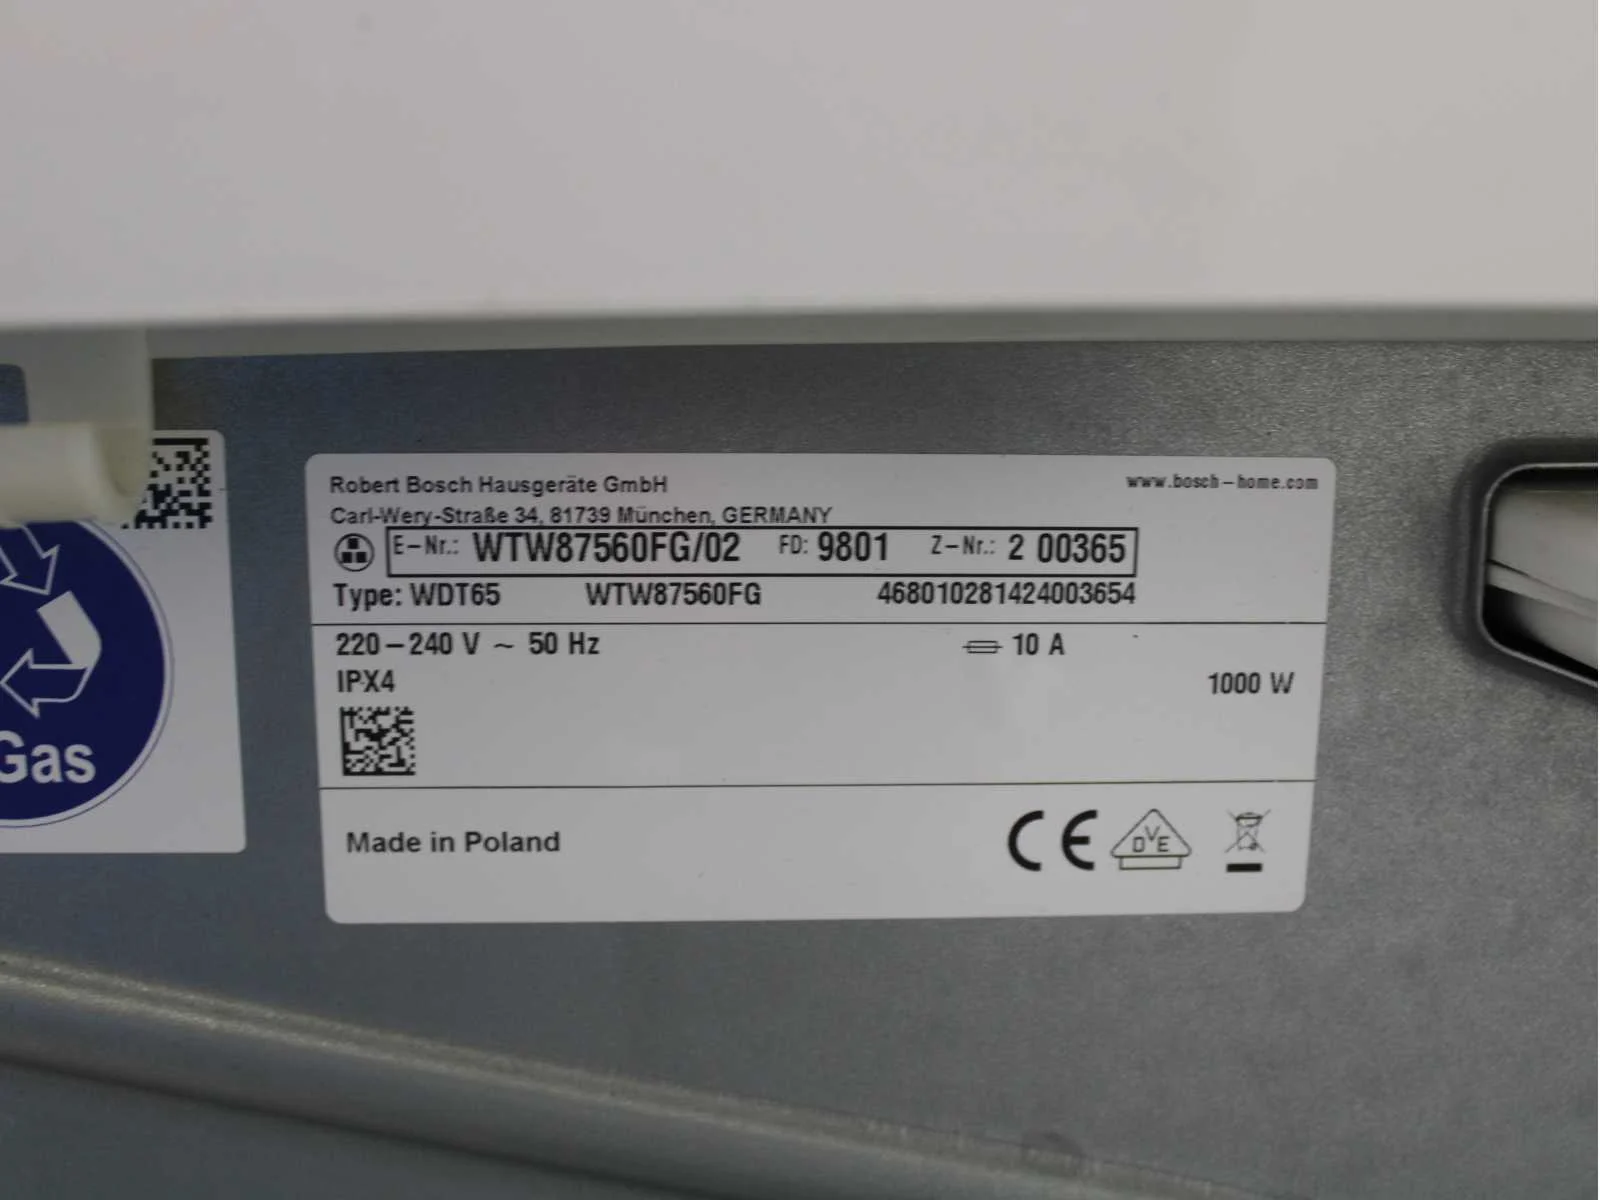 Robert Bosch Hausgeräte GmbH www.bosch-home.com
Carl-Wery-Straße 34, 81739 München, GERMANY
E-Nr.: WTW87560FG/02 FD: 9801 Z-Nr.: 2 00365
Type: WDT65 WTW87560FG 468010281424003654
220-240 V ~ 50 Hz 10 A
IPX4 1000 W
Made in Poland CE DVE
Gas